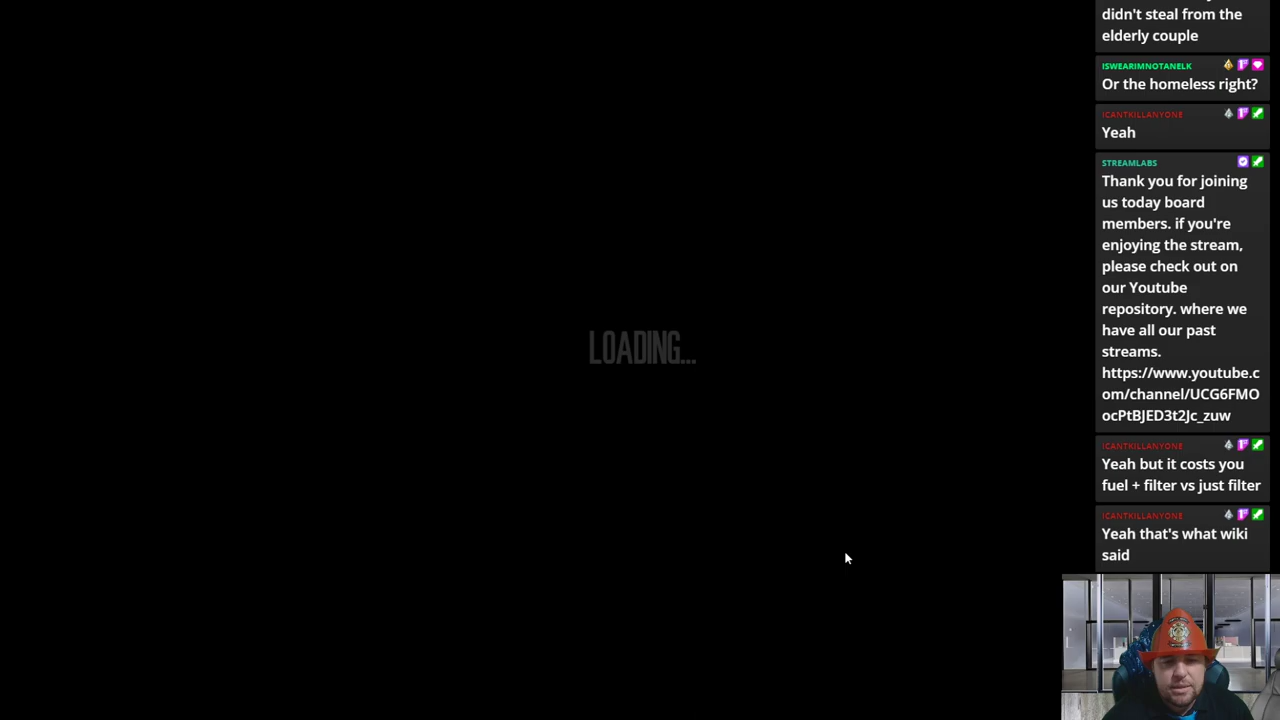 didn't steal from the
elderly couple
ISWEARIMNOTANELK
Or the homeless right?
ICANTKILLANYONE
Yeah
STREAMLABS
Thank you for joining
us today board
members. if you're
enjoying the stream,
please check out on
our Youtube
repository. where we
have all our past
streams.
https://www.youtube.c
om/channel/UCG6FMO
ocPtBJED3t2Jc_zuw
ICANTKILLANYONE
Yeah but it costs you
fuel + filter vs just filter
ICANTKILLANYONE
Yeah that's what wiki
said
LOADING...